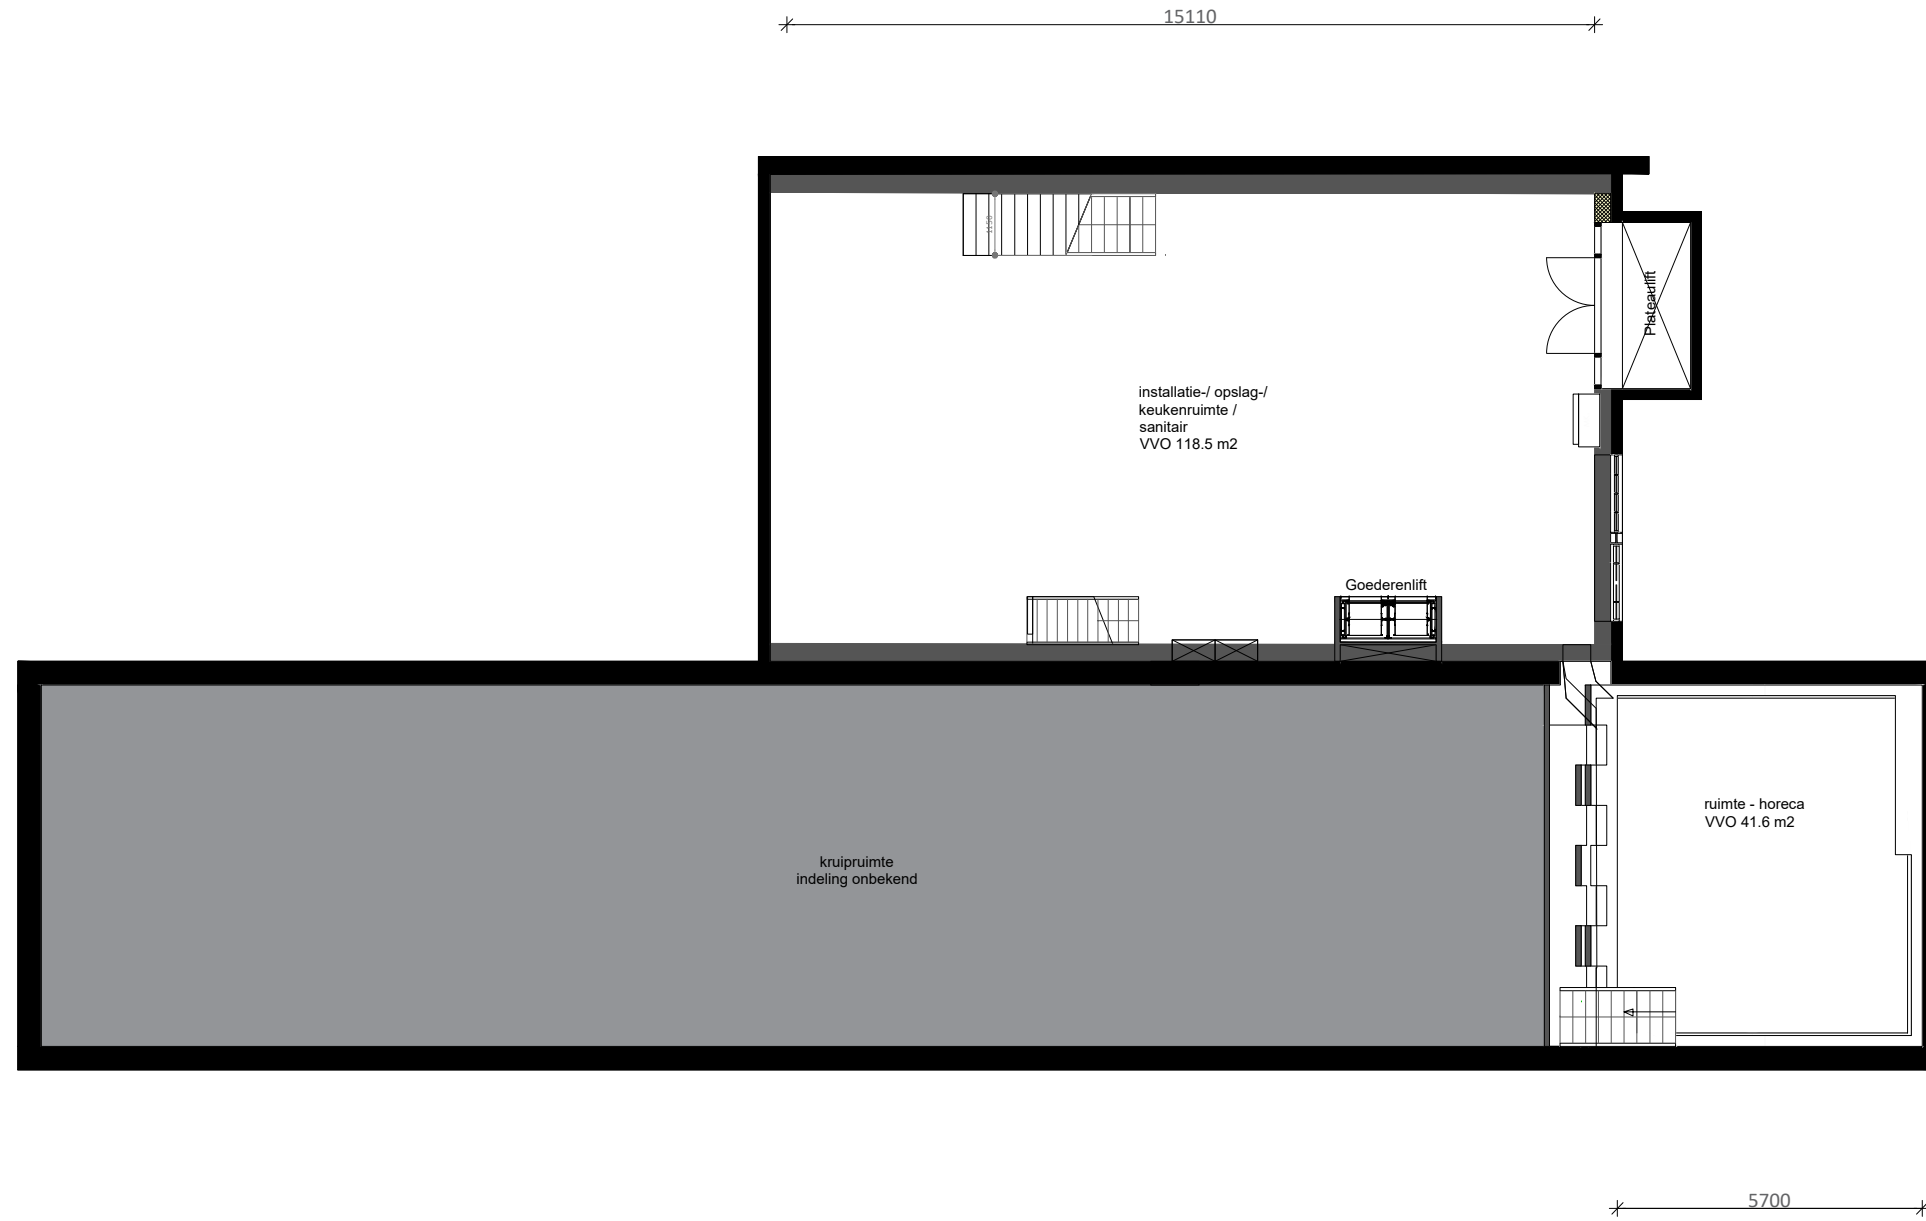 15110
1150
Plateaulift
installatie-/ opslag-/
keukenruimte /
sanitair
VVO 118.5 m2
Goederenlift
ruimte - horeca
VVO 41.6 m2
kruipruimte
indeling onbekend
5700